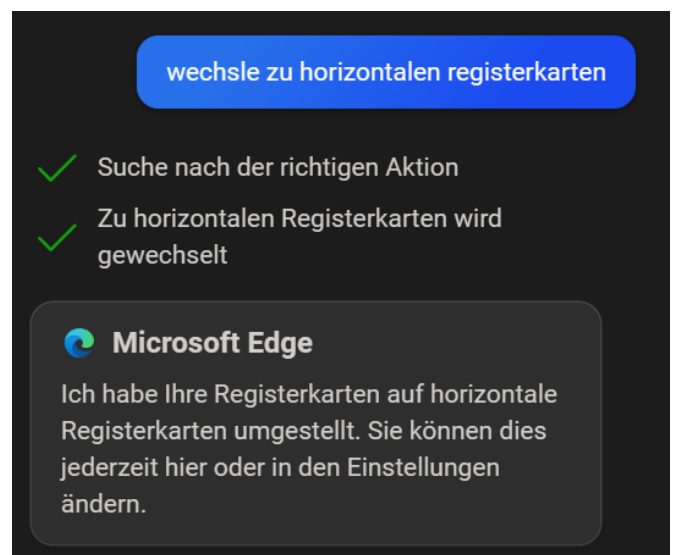 wechsle zu horizontalen registerkarten
Suche nach der richtigen Aktion
Zu horizontalen Registerkarten wird
gewechselt
Microsoft Edge
Ich habe Ihre Registerkarten auf horizontale
Registerkarten umgestellt. Sie können dies
jederzeit hier oder in den Einstellungen
ändern.